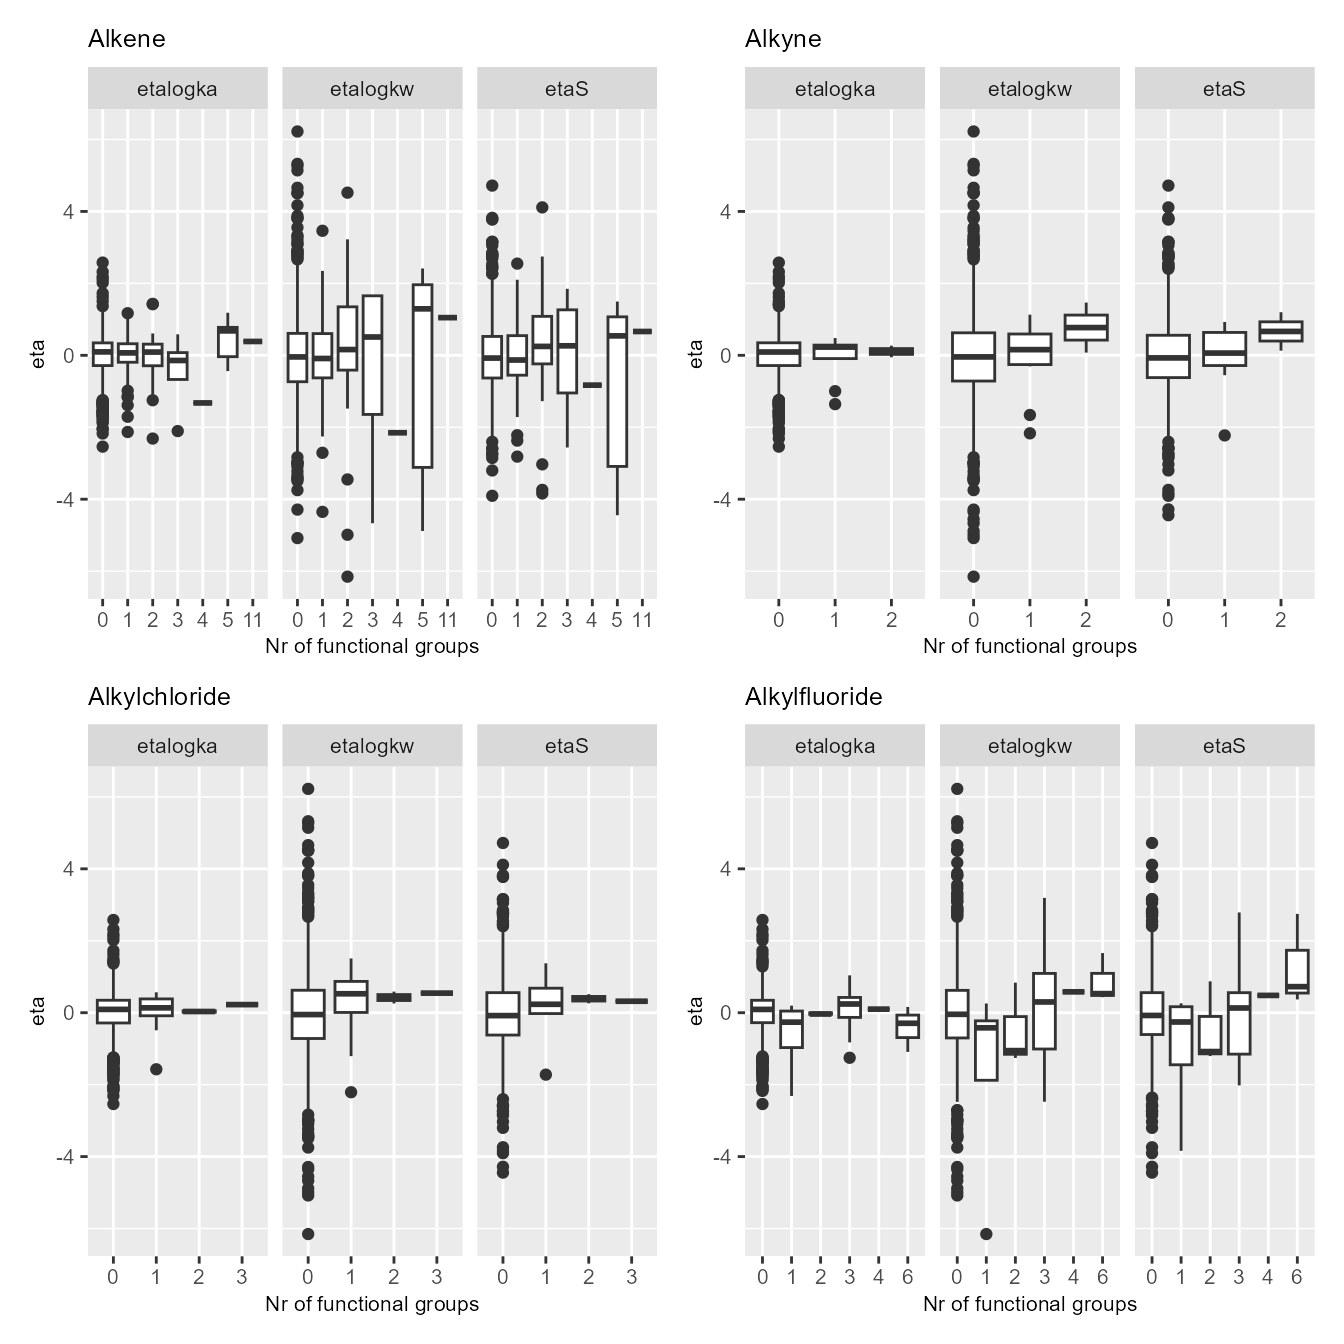 Alkene
etalogka etalogkw etaS
4
0
-4
eta
0 1 2 3 4 5 11 0 1 2 3 4 5 11 0 1 2 3 4 5 11
Nr of functional groups
Alkyne
etalogka etalogkw etaS
4
0
-4
eta
0 1 2 0 1 2 0 1 2
Nr of functional groups
Alkylchloride
etalogka etalogkw etaS
4
0
-4
eta
0 1 2 3 0 1 2 3 0 1 2 3
Nr of functional groups
Alkylfluoride
etalogka etalogkw etaS
4
0
-4
eta
0 1 2 3 4 6 0 1 2 3 4 6 0 1 2 3 4 6
Nr of functional groups